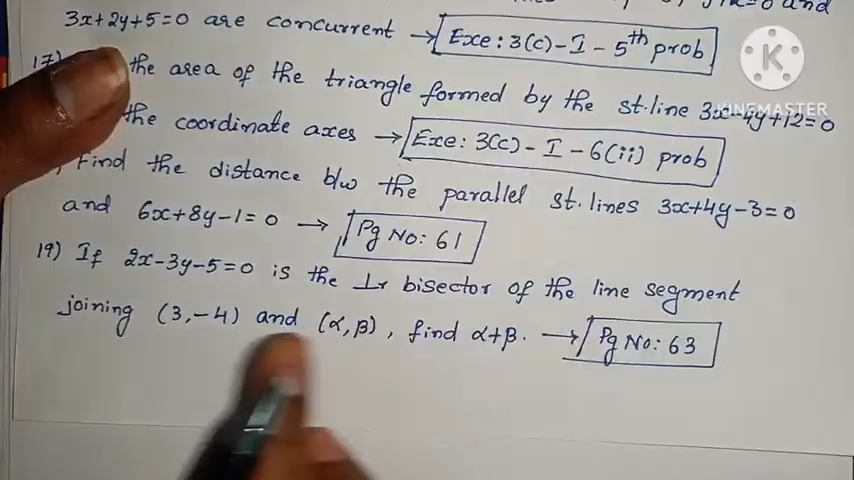 =0 and
3x+2y+5=0 are concurrent → Exe: 3(c)-I-5th prob
17) the area of the triangle formed by the st.line 3x-4y+12=0
the coordinate axes → Exe: 3(c)-I-6(ii) prob
Find the distance b/w the parallel st.lines 3x+4y-3=0
and 6x+8y-1=0 → Pg No: 61
19) If 2x-3y-5=0 is the ⊥r bisector of the line segment
joining (3,-4) and (α,β), find α+β. → Pg No: 63
KINEMASTER